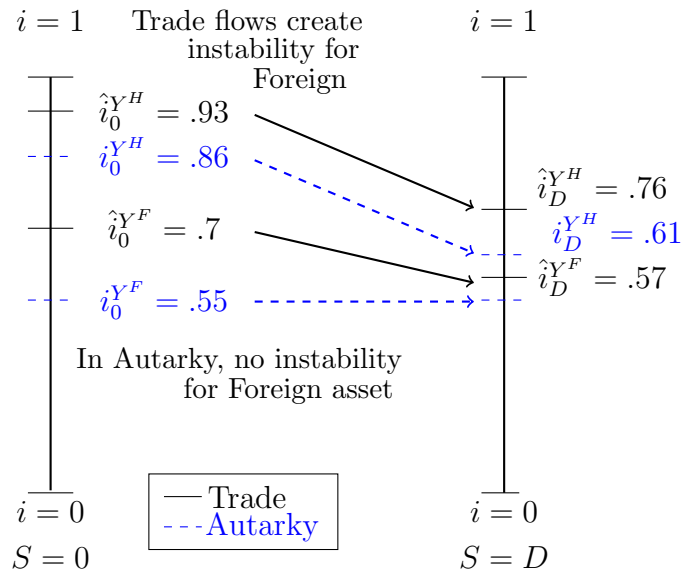 i = 1
Trade flows create
instability for
Foreign
i = 1
î_0^{Y^H} = .93
i_0^{Y^H} = .86
î_0^{Y^F} = .7
i_0^{Y^F} = .55
î_D^{Y^H} = .76
i_D^{Y^H} = .61
î_D^{Y^F} = .57
In Autarky, no instability
for Foreign asset
Trade
Autarky
i = 0
i = 0
S = 0
S = D